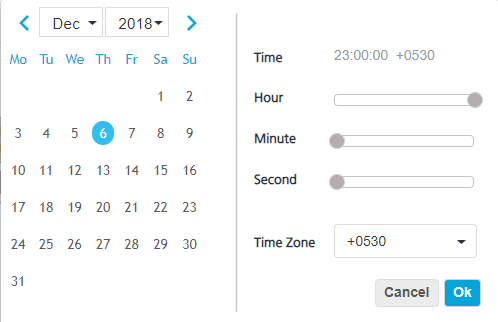 Dec 2018
Mo Tu We Th Fr Sa Su
1 2
3 4 5 6 7 8 9
10 11 12 13 14 15 16
17 18 19 20 21 22 23
24 25 26 27 28 29 30
31
Time 23:00:00 +0530
Hour
Minute
Second
Time Zone +0530
Cancel Ok